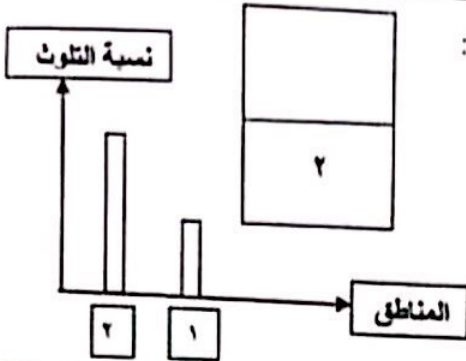 :
نسبة التلوث
٢
المناطق
٢ ١